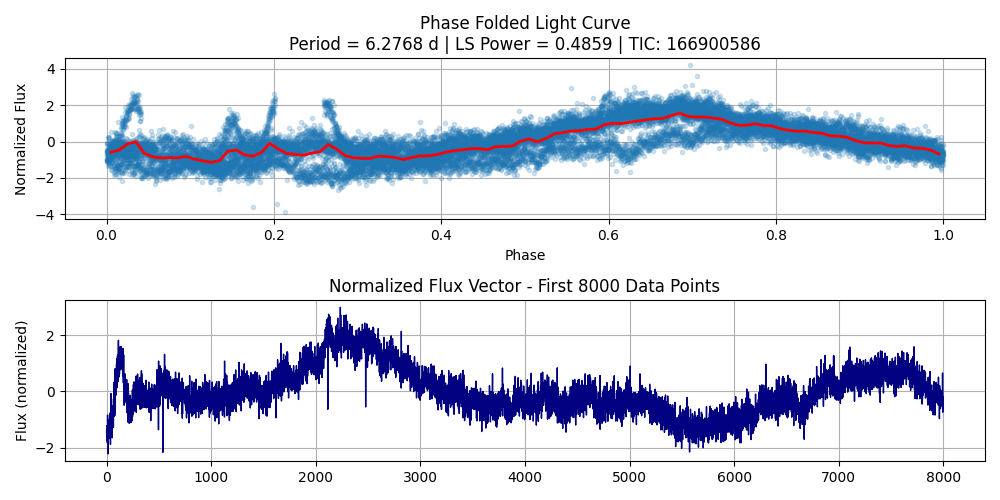 Phase Folded Light Curve
Period = 6.2768 d | LS Power = 0.4859 | TIC: 166900586
Normalized Flux
4
2
0
−2
−4
0.0 0.2 0.4 0.6 0.8 1.0
Phase
Normalized Flux Vector - First 8000 Data Points
Flux (normalized)
2
0
−2
0 1000 2000 3000 4000 5000 6000 7000 8000